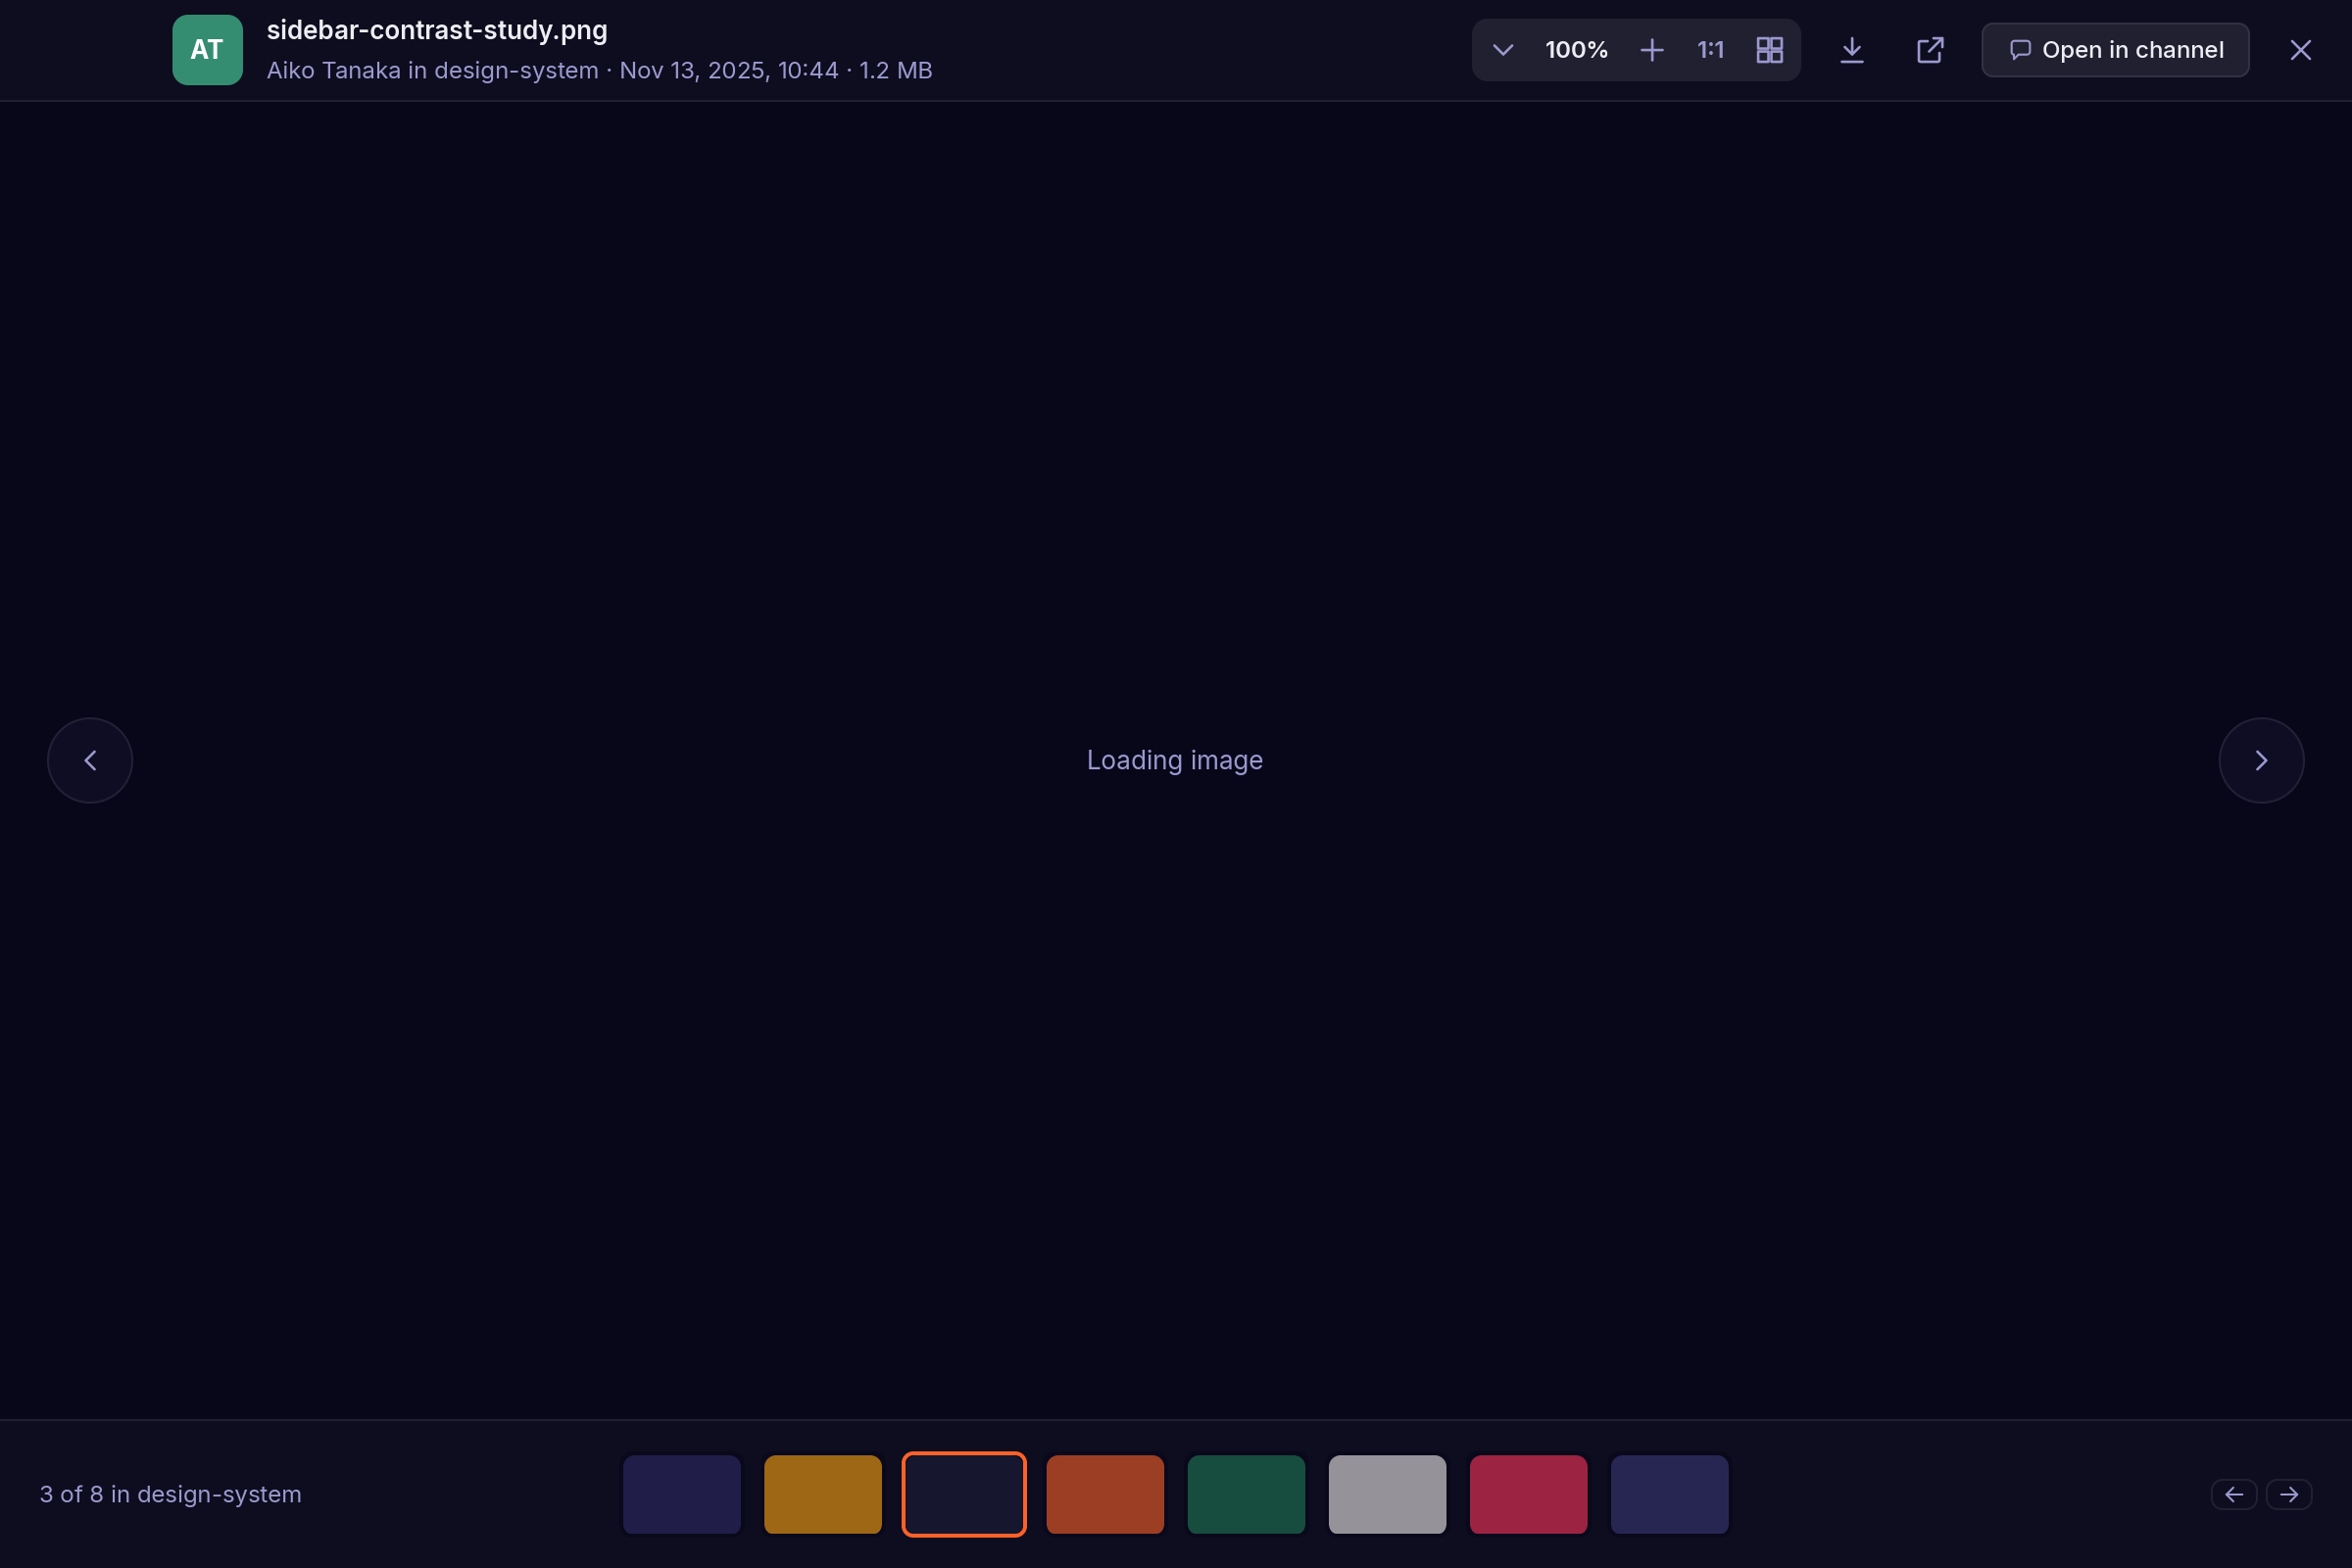 AT
sidebar-contrast-study.png
Aiko Tanaka in design-system · Nov 13, 2025, 10:44 · 1.2 MB
100%
1:1
Open in channel
Loading image
3 of 8 in design-system